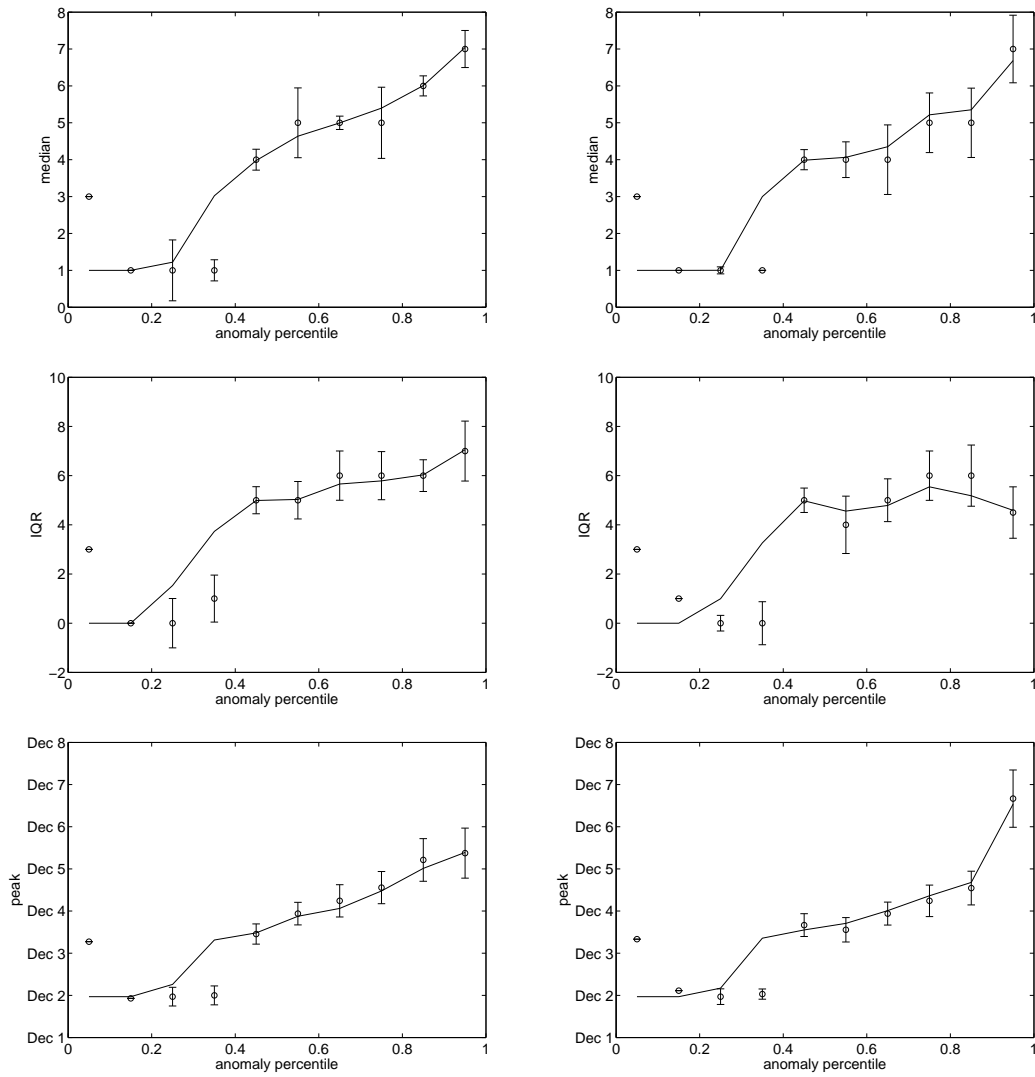 8
7
6
5
4
3
2
1
0
median
0 0.2 0.4 0.6 0.8 1
anomaly percentile
8
7
6
5
4
3
2
1
0
median
0 0.2 0.4 0.6 0.8 1
anomaly percentile
10
8
6
4
2
0
−2
IQR
0 0.2 0.4 0.6 0.8 1
anomaly percentile
10
8
6
4
2
0
−2
IQR
0 0.2 0.4 0.6 0.8 1
anomaly percentile
Dec 8
Dec 7
Dec 6
Dec 5
Dec 4
Dec 3
Dec 2
Dec 1
peak
0 0.2 0.4 0.6 0.8 1
anomaly percentile
Dec 8
Dec 7
Dec 6
Dec 5
Dec 4
Dec 3
Dec 2
Dec 1
peak
0 0.2 0.4 0.6 0.8 1
anomaly percentile